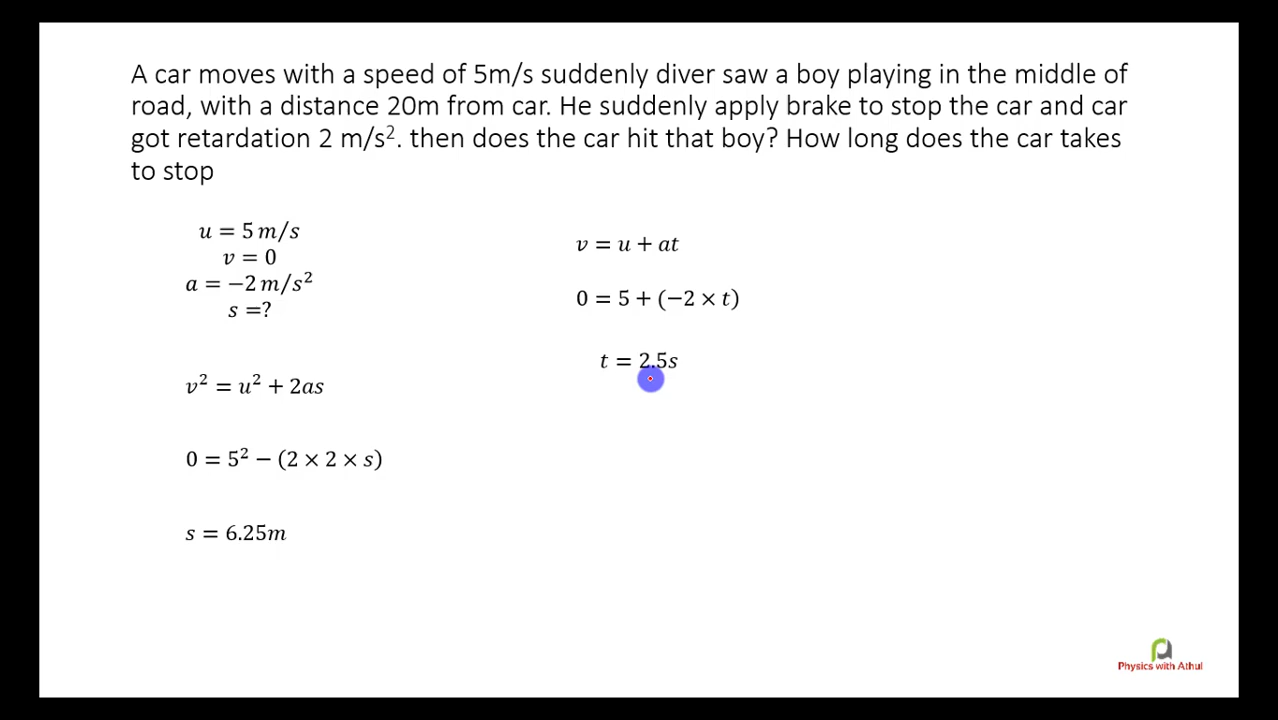 A car moves with a speed of 5m/s suddenly diver saw a boy playing in the middle of
road, with a distance 20m from car. He suddenly apply brake to stop the car and car
got retardation 2 m/s². then does the car hit that boy? How long does the car takes
to stop
u = 5 m/s
v = 0
a = −2 m/s²
s =?
v² = u² + 2as
0 = 5² − (2 × 2 × s)
s = 6.25m
v = u + at
0 = 5 + (−2 × t)
t = 2.5s
Physics with Athul